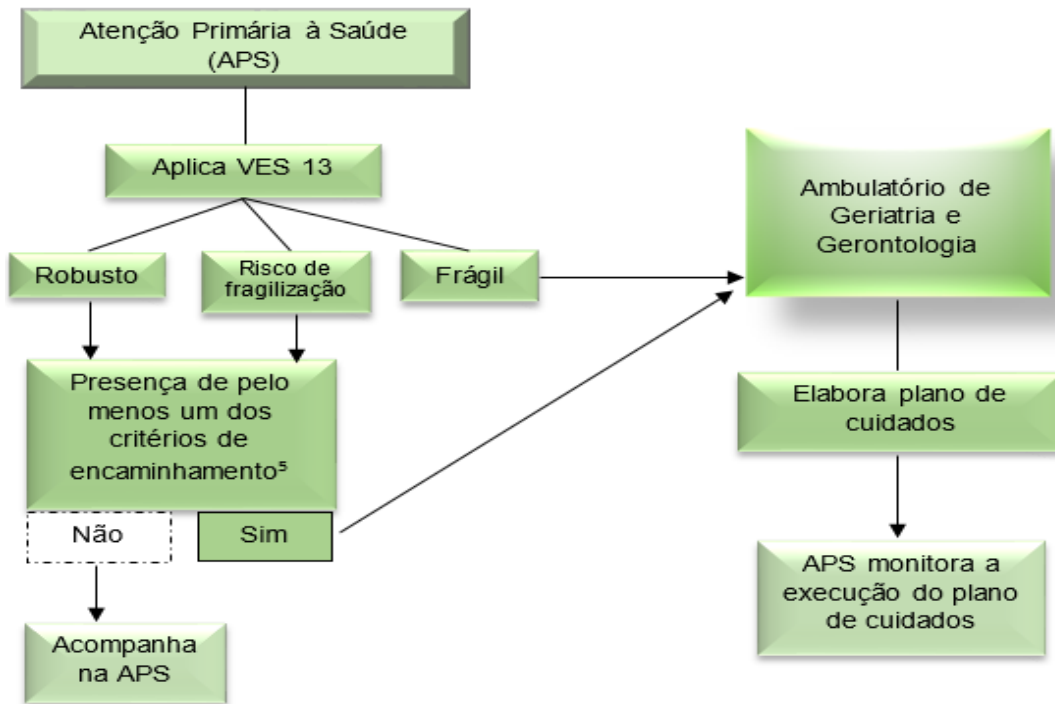 Atenção Primária à Saúde
(APS)
Aplica VES 13
Robusto
Risco de
fragilização
Frágil
Presença de pelo
menos um dos
critérios de
encaminhamento⁵
Não
Sim
Acompanha
na APS
Ambulatório de
Geriatria e
Gerontologia
Elabora plano de
cuidados
APS monitora a
execução do plano
de cuidados